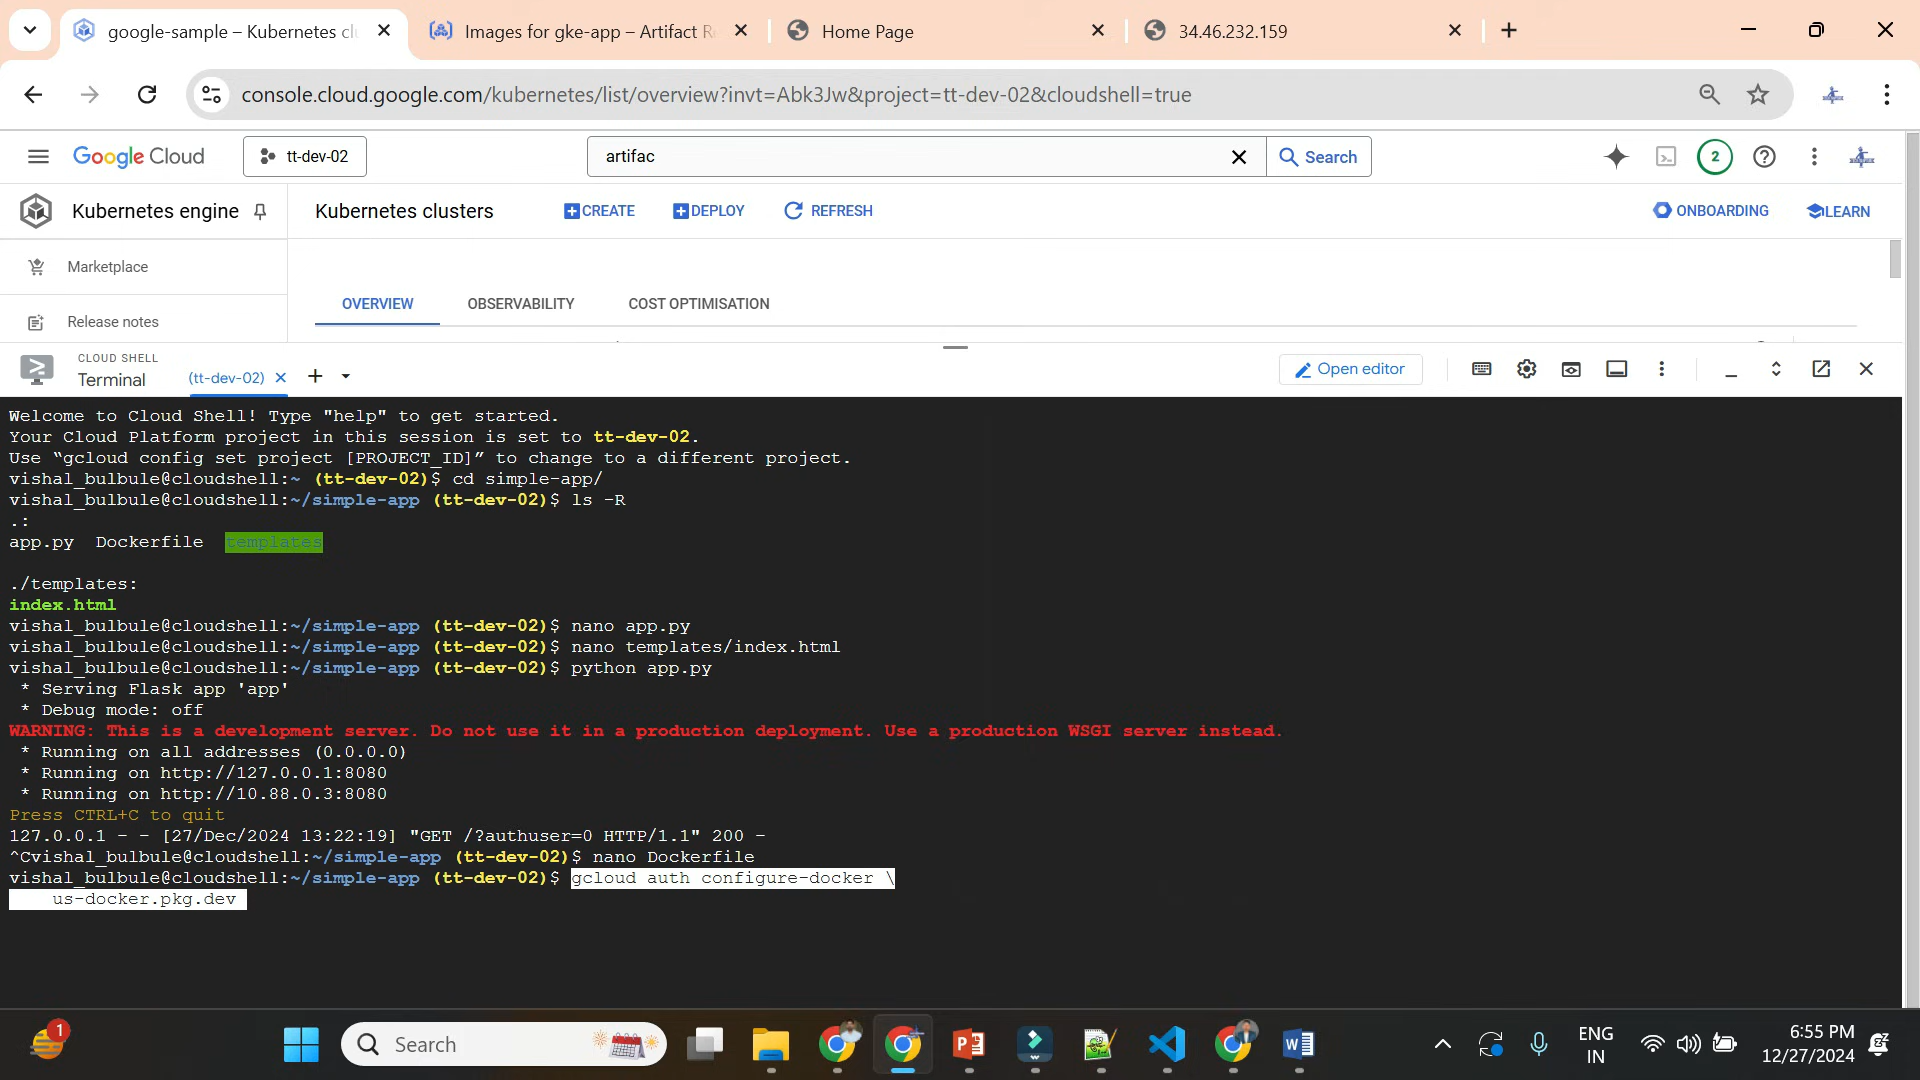 google-sample – Kubernetes cl
Images for gke-app – Artifact R
Home Page
34.46.232.159
console.cloud.google.com/kubernetes/list/overview?invt=Abk3Jw&project=tt-dev-02&cloudshell=true
Google Cloud
tt-dev-02
artifac
Search
2
Kubernetes engine
Kubernetes clusters
CREATE
DEPLOY
REFRESH
ONBOARDING
LEARN
Marketplace
Release notes
OVERVIEW
OBSERVABILITY
COST OPTIMISATION
CLOUD SHELL
Terminal
(tt-dev-02)
Open editor
Welcome to Cloud Shell! Type "help" to get started.
Your Cloud Platform project in this session is set to tt-dev-02.
Use “gcloud config set project [PROJECT_ID]” to change to a different project.
vishal_bulbule@cloudshell:~ (tt-dev-02)$ cd simple-app/
vishal_bulbule@cloudshell:~/simple-app (tt-dev-02)$ ls -R
.:
app.py  Dockerfile  templates
./templates:
index.html
vishal_bulbule@cloudshell:~/simple-app (tt-dev-02)$ nano app.py
vishal_bulbule@cloudshell:~/simple-app (tt-dev-02)$ nano templates/index.html
vishal_bulbule@cloudshell:~/simple-app (tt-dev-02)$ python app.py
* Serving Flask app 'app'
* Debug mode: off
WARNING: This is a development server. Do not use it in a production deployment. Use a production WSGI server instead.
* Running on all addresses (0.0.0.0)
* Running on http://127.0.0.1:8080
* Running on http://10.88.0.3:8080
Press CTRL+C to quit
127.0.0.1 - - [27/Dec/2024 13:22:19] "GET /?authuser=0 HTTP/1.1" 200 -
^Cvishal_bulbule@cloudshell:~/simple-app (tt-dev-02)$ nano Dockerfile
vishal_bulbule@cloudshell:~/simple-app (tt-dev-02)$ gcloud auth configure-docker \
us-docker.pkg.dev
1
Search
ENG
IN
6:55 PM
12/27/2024